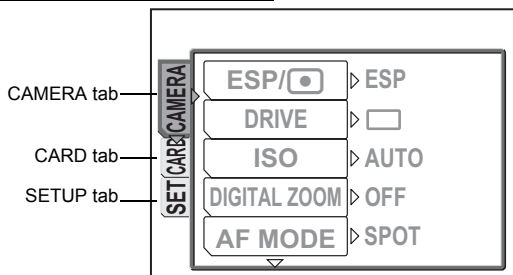 CAMERA tab
CARD tab
SETUP tab
CAMERA
CARD
SET
ESP/ ESP
DRIVE
ISO AUTO
DIGITAL ZOOM OFF
AF MODE SPOT